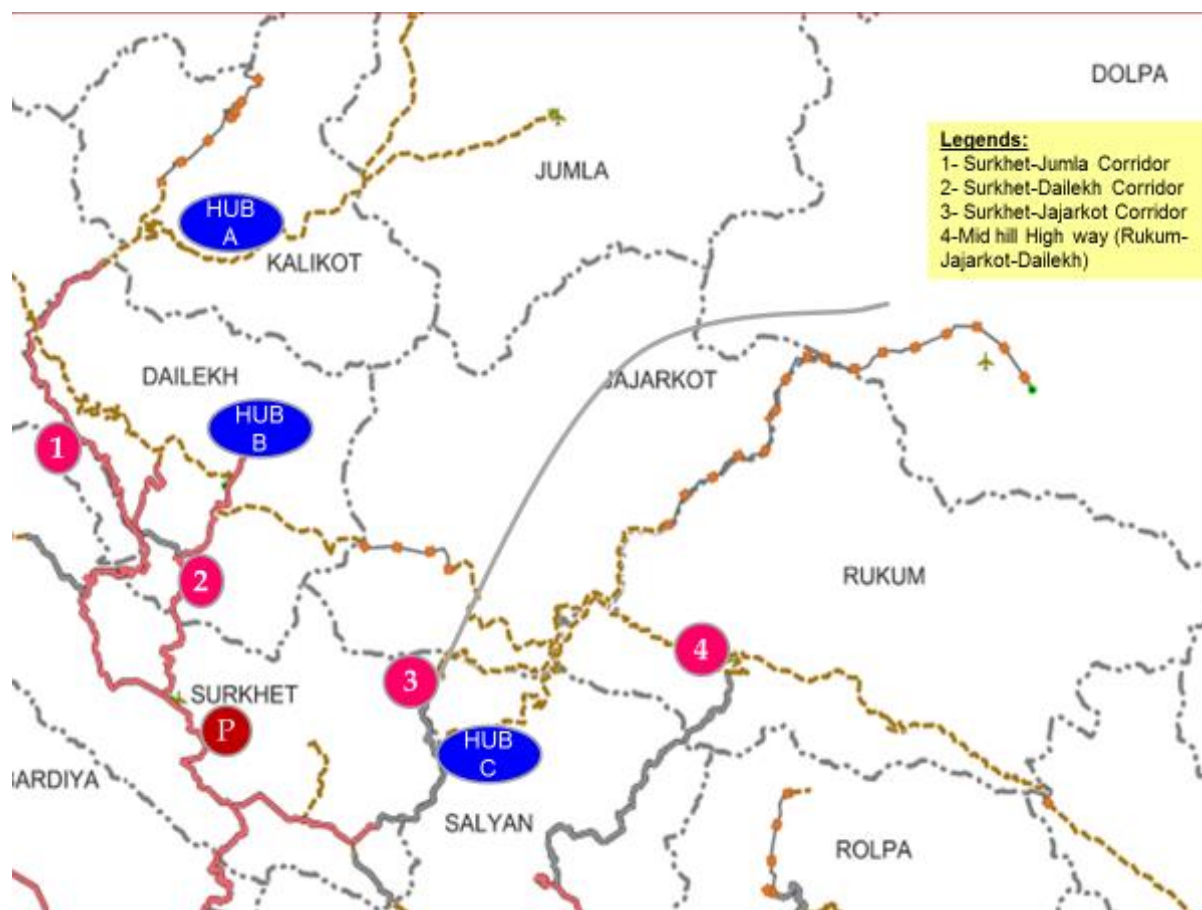 DOLPA
Legends:
1- Surkhet-Jumla Corridor
2- Surkhet-Dailekh Corridor
3- Surkhet-Jajarkot Corridor
4-Mid hill High way (Rukum-
Jajarkot-Dailekh)
JUMLA
HUB
A
KALIKOT
DAILEKH
JAJARKOT
HUB
B
1
2
RUKUM
4
3
SURKHET
P
HUB
C
BARDIYA
SALYAN
ROLPA